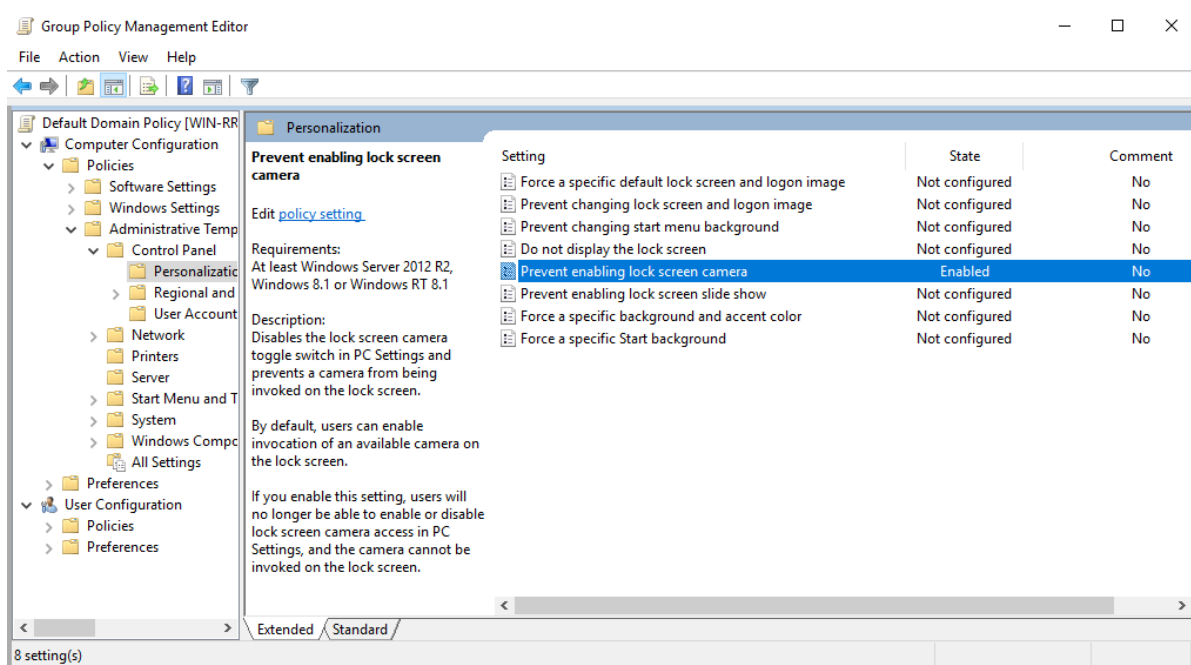 Group Policy Management Editor
File Action View Help
Default Domain Policy [WIN-RR
Computer Configuration
Policies
Software Settings
Windows Settings
Administrative Temp
Control Panel
Personalizatic
Regional and
User Account
Network
Printers
Server
Start Menu and T
System
Windows Compo
All Settings
Preferences
User Configuration
Policies
Preferences
Personalization
Prevent enabling lock screen
camera
Edit policy setting
Requirements:
At least Windows Server 2012 R2,
Windows 8.1 or Windows RT 8.1
Description:
Disables the lock screen camera
toggle switch in PC Settings and
prevents a camera from being
invoked on the lock screen.
By default, users can enable
invocation of an available camera on
the lock screen.
If you enable this setting, users will
no longer be able to enable or disable
lock screen camera access in PC
Settings, and the camera cannot be
invoked on the lock screen.
Setting State Comment
Force a specific default lock screen and logon image Not configured No
Prevent changing lock screen and logon image Not configured No
Prevent changing start menu background Not configured No
Do not display the lock screen Not configured No
Prevent enabling lock screen camera Enabled No
Prevent enabling lock screen slide show Not configured No
Force a specific background and accent color Not configured No
Force a specific Start background Not configured No
Extended Standard
8 setting(s)